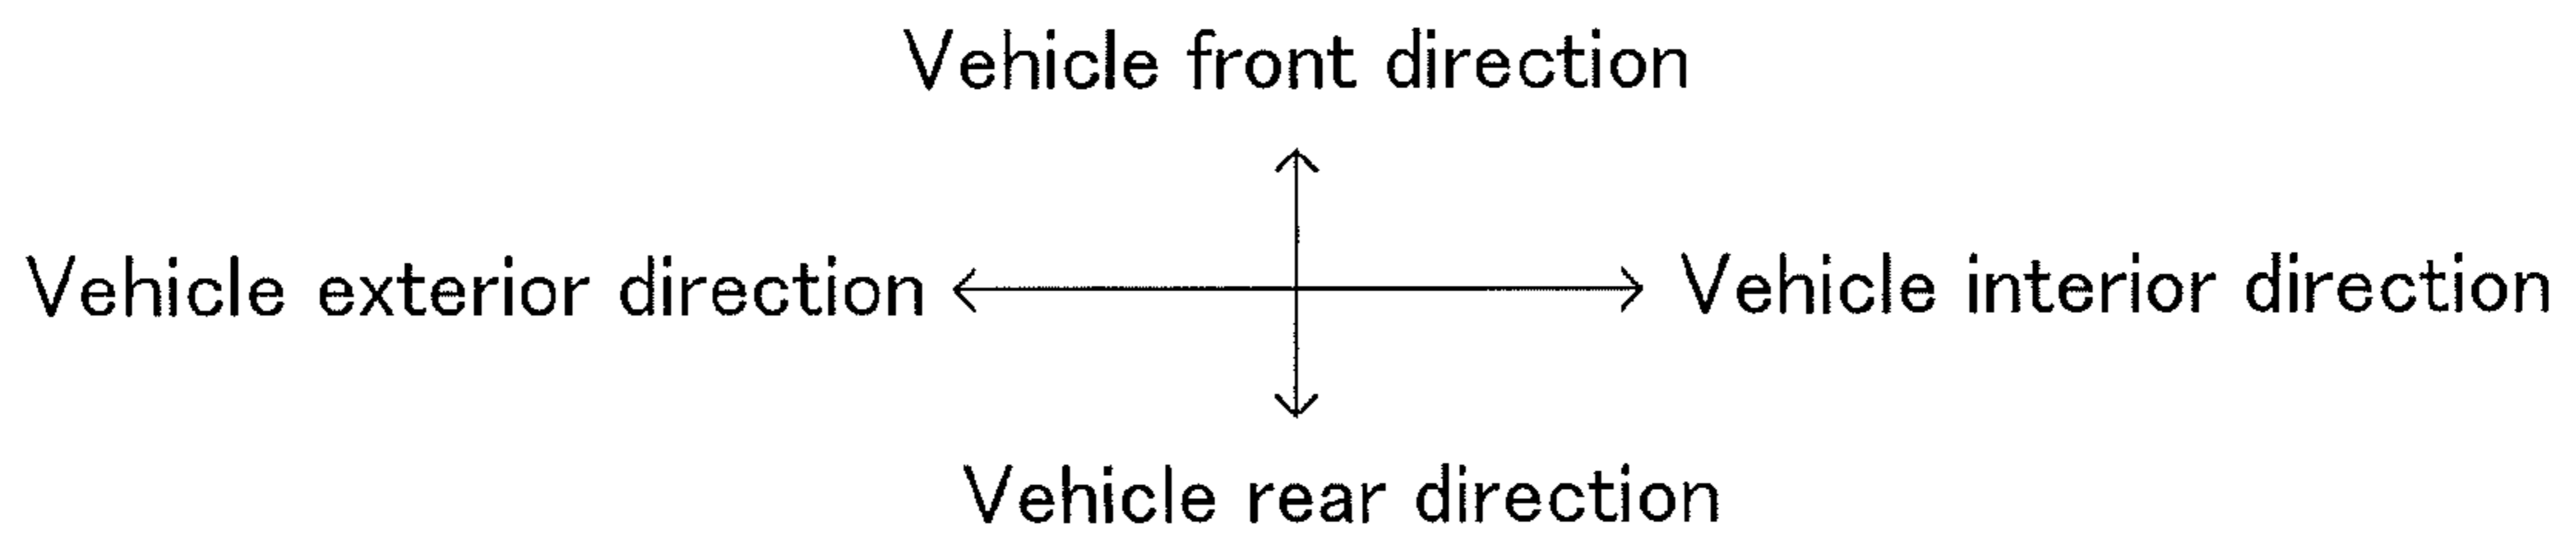 Vehicle front direction
Vehicle exterior direction
Vehicle interior direction
Vehicle rear direction